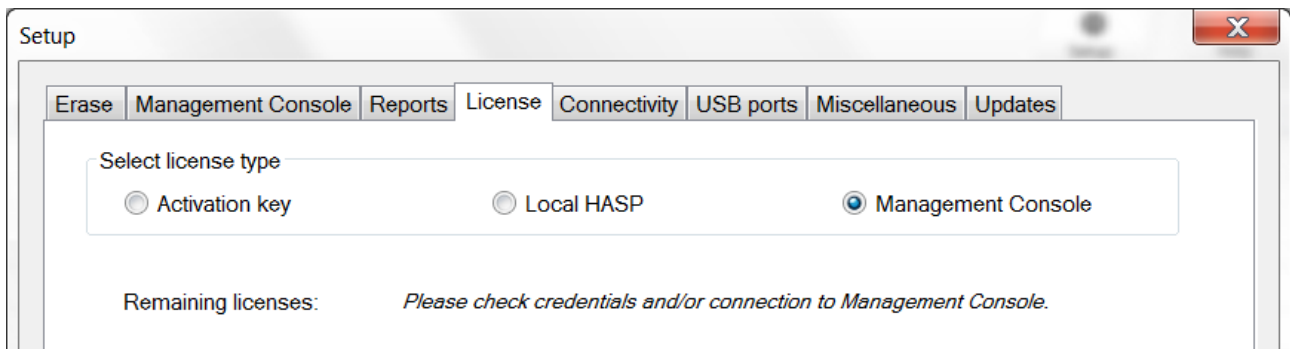 Setup
Erase Management Console Reports License Connectivity USB ports Miscellaneous Updates
Select license type
Activation key Local HASP Management Console
Remaining licenses: Please check credentials and/or connection to Management Console.